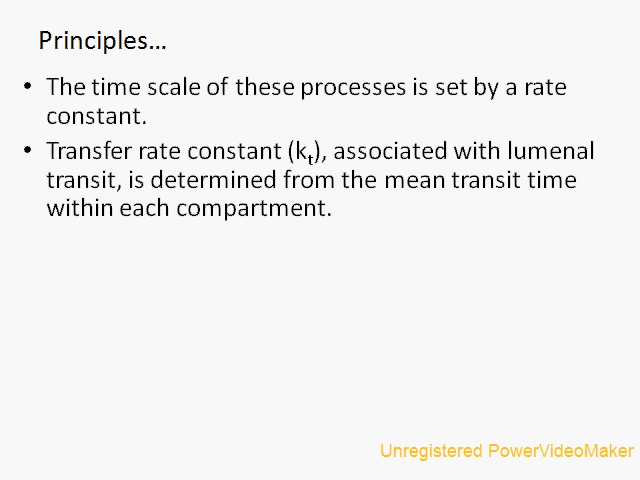 Principles…
• The time scale of these processes is set by a rate
constant.
• Transfer rate constant (kt), associated with lumenal
transit, is determined from the mean transit time
within each compartment.
Unregistered PowerVideoMaker